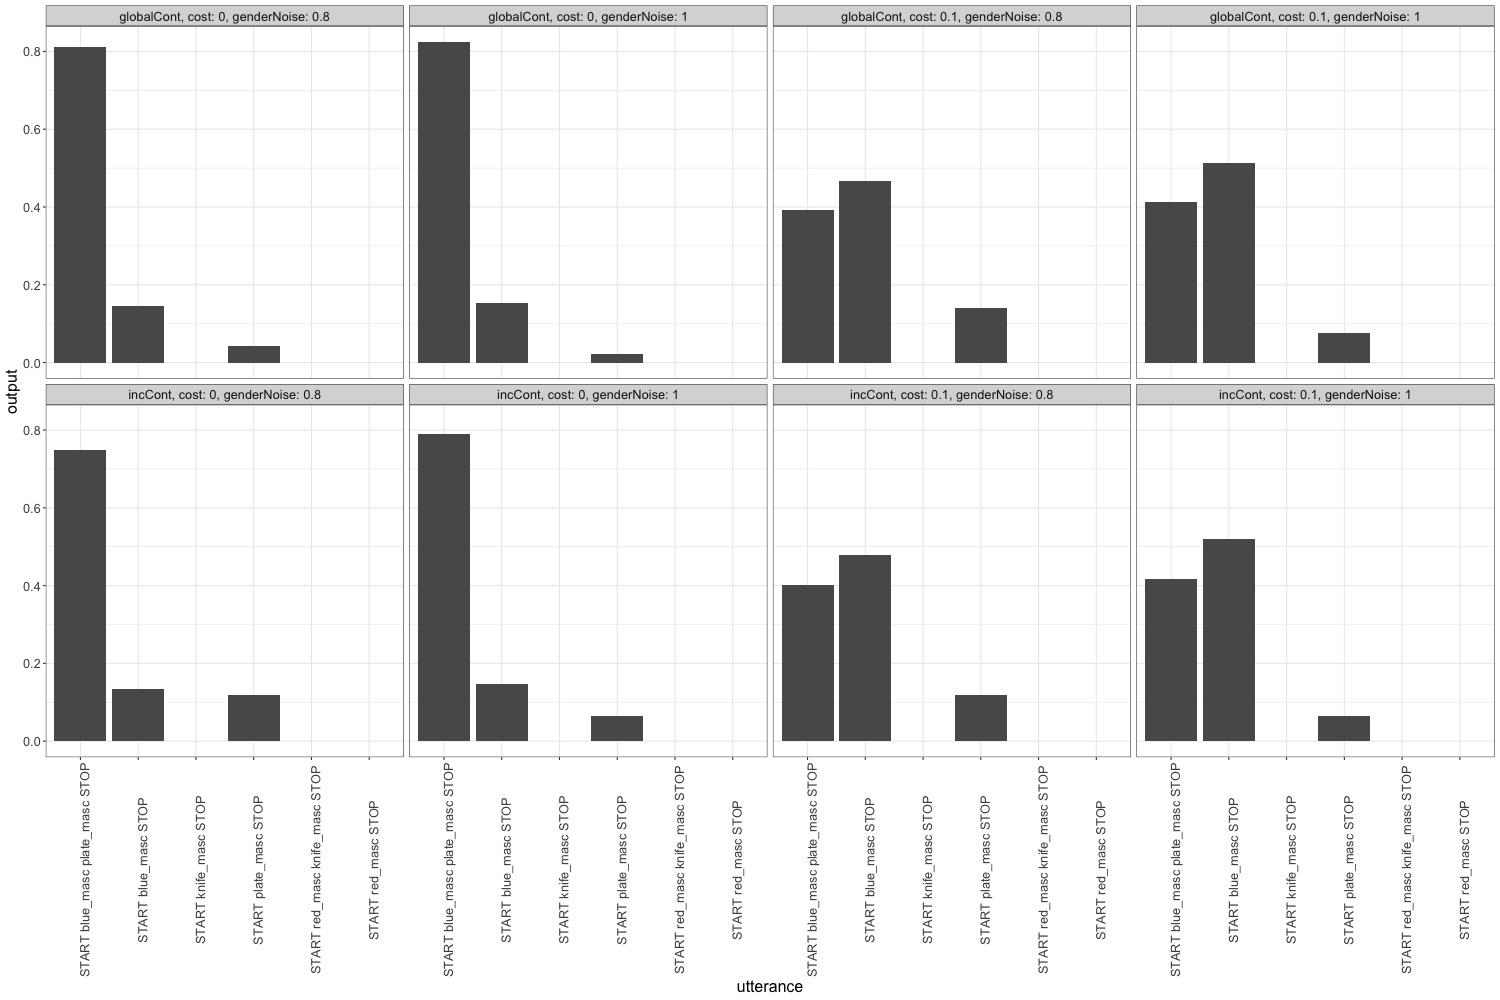 globalCont, cost: 0, genderNoise: 0.8
globalCont, cost: 0, genderNoise: 1
globalCont, cost: 0.1, genderNoise: 0.8
globalCont, cost: 0.1, genderNoise: 1
0.8
0.6
0.4
0.2
0.0
output
incCont, cost: 0, genderNoise: 0.8
incCont, cost: 0, genderNoise: 1
incCont, cost: 0.1, genderNoise: 0.8
incCont, cost: 0.1, genderNoise: 1
0.8
0.6
0.4
0.2
0.0
START blue_masc plate_masc STOP
START blue_masc STOP
START knife_masc STOP
START plate_masc STOP
START red_masc knife_masc STOP
START red_masc STOP
START blue_masc plate_masc STOP
START blue_masc STOP
START knife_masc STOP
START plate_masc STOP
START red_masc knife_masc STOP
START red_masc STOP
START blue_masc plate_masc STOP
START blue_masc STOP
START knife_masc STOP
START plate_masc STOP
START red_masc knife_masc STOP
START red_masc STOP
START blue_masc plate_masc STOP
START blue_masc STOP
START knife_masc STOP
START plate_masc STOP
START red_masc knife_masc STOP
START red_masc STOP
utterance